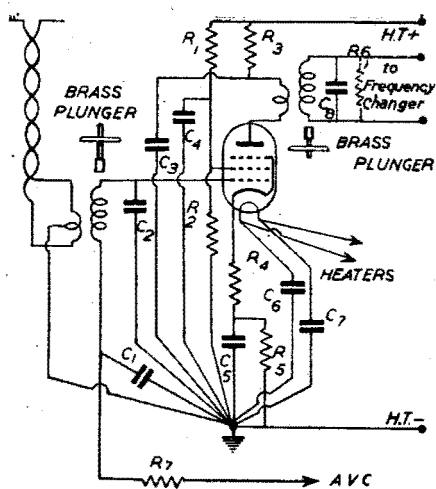 H.T+
R1
R3
R6
to
Frequency
changer
C8
BRASS
PLUNGER
BRASS
PLUNGER
C4
C3
C2
R2
R4
HEATERS
C6
C7
C1
C5
R5
H.T-
R7
AVC